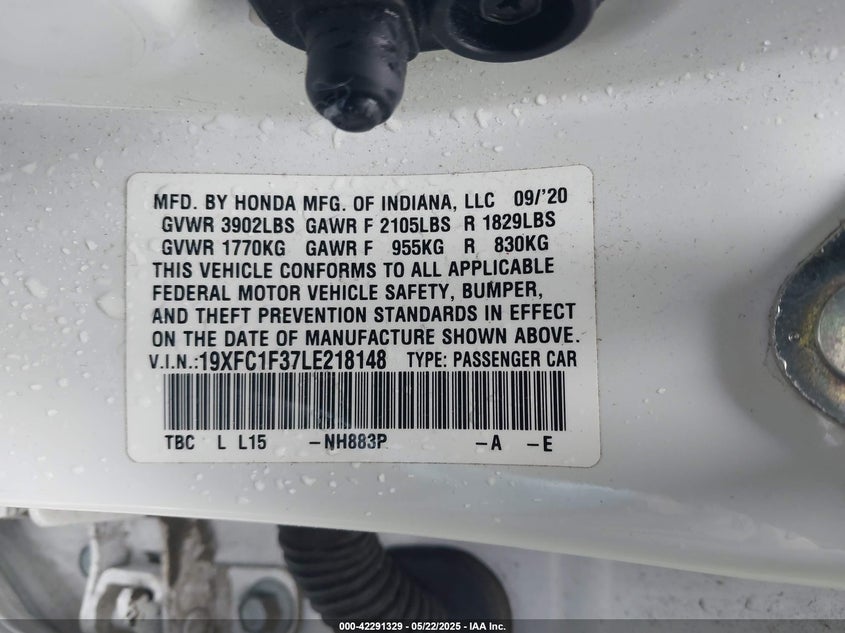 MFD. BY HONDA MFG. OF INDIANA, LLC 09/'20
GVWR 3902LBS GAWR F 2105LBS R 1829LBS
GVWR 1770KG GAWR F 955KG R 830KG
THIS VEHICLE CONFORMS TO ALL APPLICABLE
FEDERAL MOTOR VEHICLE SAFETY, BUMPER,
AND THEFT PREVENTION STANDARDS IN EFFECT
ON THE DATE OF MANUFACTURE SHOWN ABOVE.
V.I.N.:19XFC1F37LE218148 TYPE: PASSENGER CAR
TBC L L15 -NH883P -A -E
000-42291329 - 05/22/2025 - IAA Inc.